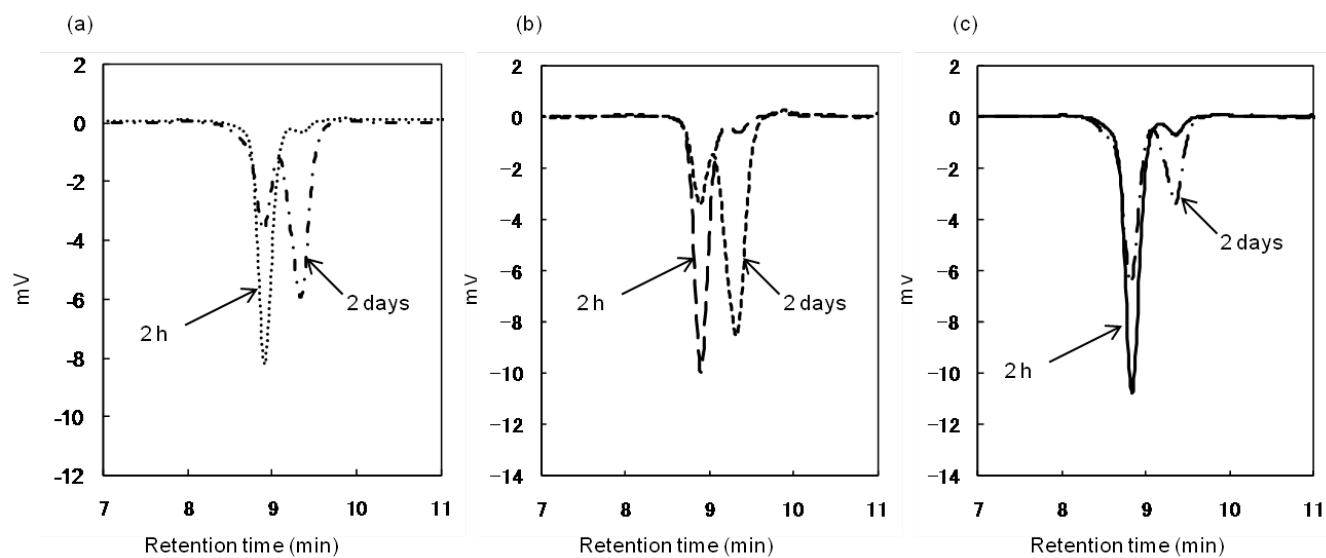 (a)
2
0
-2
-4
-6
-8
-10
-12
mV
2 h
2 days
7 8 9 10 11
Retention time (min)
(b)
2
0
−2
−4
−6
−8
−10
−12
−14
mV
2 h
2 days
7 8 9 10 11
Retention time (min)
(c)
2
0
−2
−4
−6
−8
−10
−12
−14
mV
2 h
2 days
7 8 9 10 11
Retention time (min)